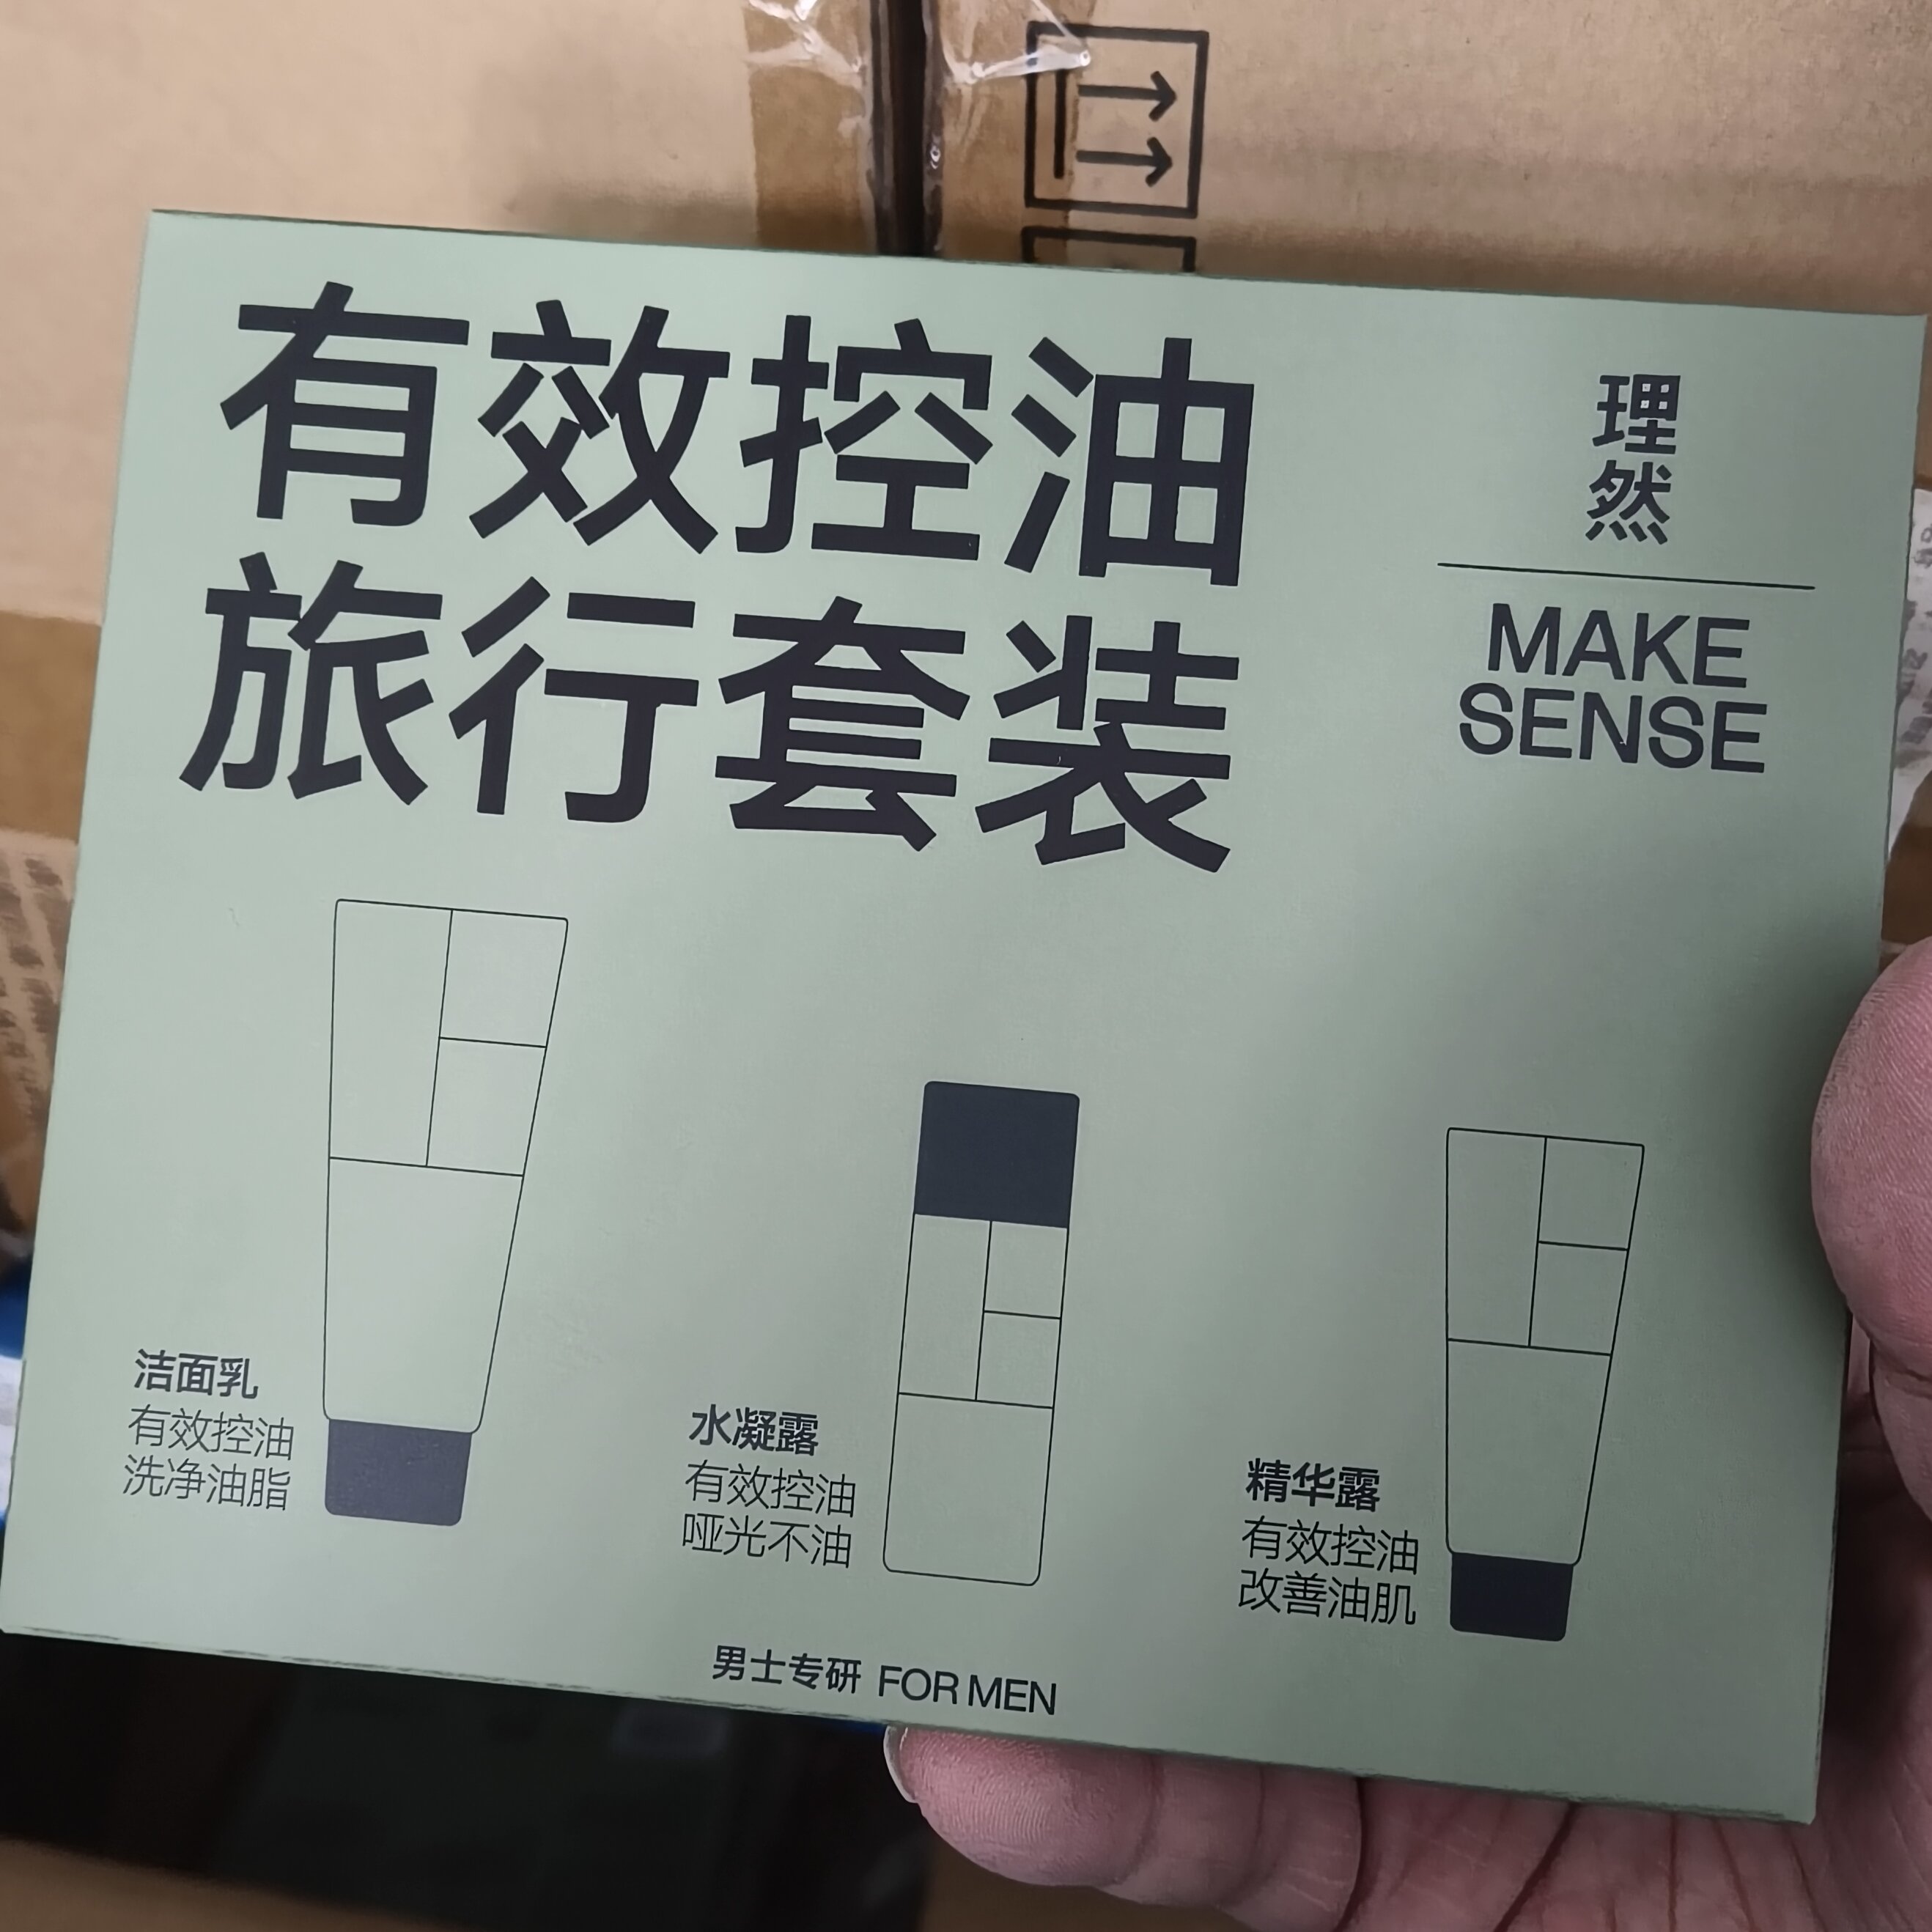 有效控油
旅行套装
理然
MAKE
SENSE
洁面乳
有效控油
洗净油脂
水凝露
有效控油
哑光不油
精华露
有效控油
改善油肌
男士专研 FOR MEN